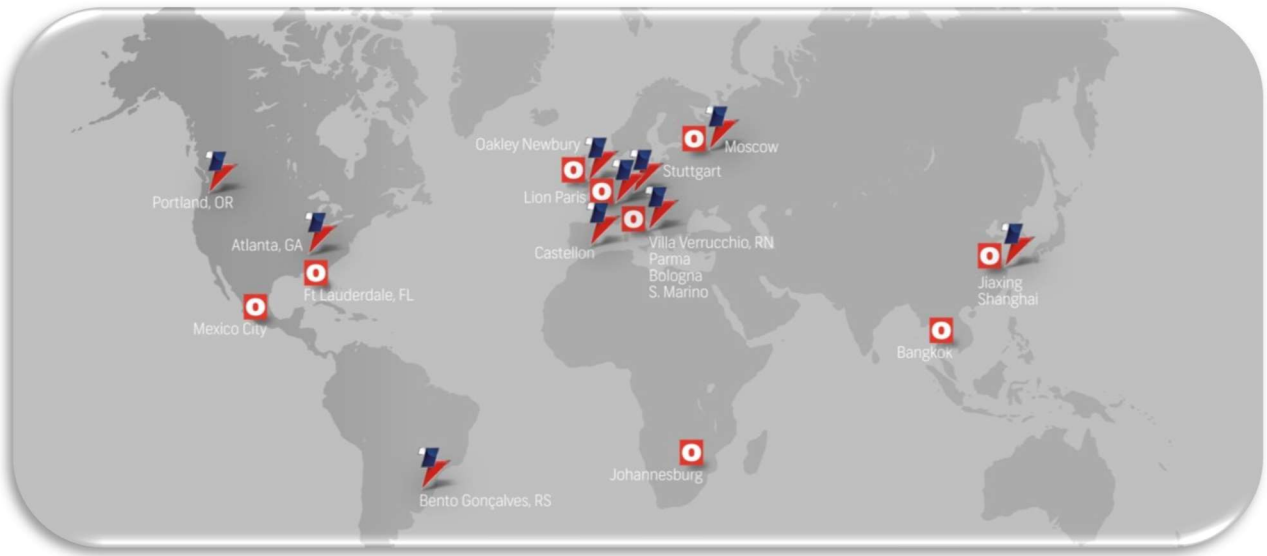 Oakley Newbury
Moscow
Stuttgart
Portland, OR
Lion Paris
Atlanta, GA
Castellon
Villa Verrucchio, RN
Parma
Bologna
S. Marino
Ft Lauderdale, FL
Jiaxing
Shanghai
Mexico City
Bangkok
Johannesburg
Bento Gonçalves, RS